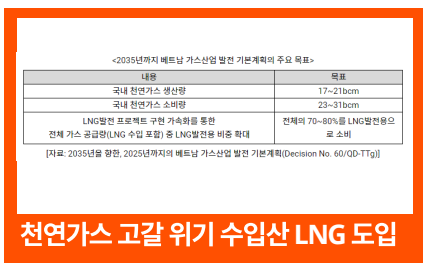 <2035년까지 베트남 가스산업 발전 기본계획의 주요 목표>
내용 목표
국내 천연가스 생산량 17~21bcm
국내 천연가스 소비량 23~31bcm
LNG발전 프로젝트 구현 가속화를 통한 전체의 70~80%를 LNG발전용으
전체 가스 공급량(LNG 수입 포함) 중 LNG발전용 비중 확대 로 소비
[자료: 2035년을 향한, 2025년까지의 베트남 가스산업 발전 기본계획(Decision No. 60/QD-TTg)]
천연가스 고갈 위기 수입산 LNG 도입